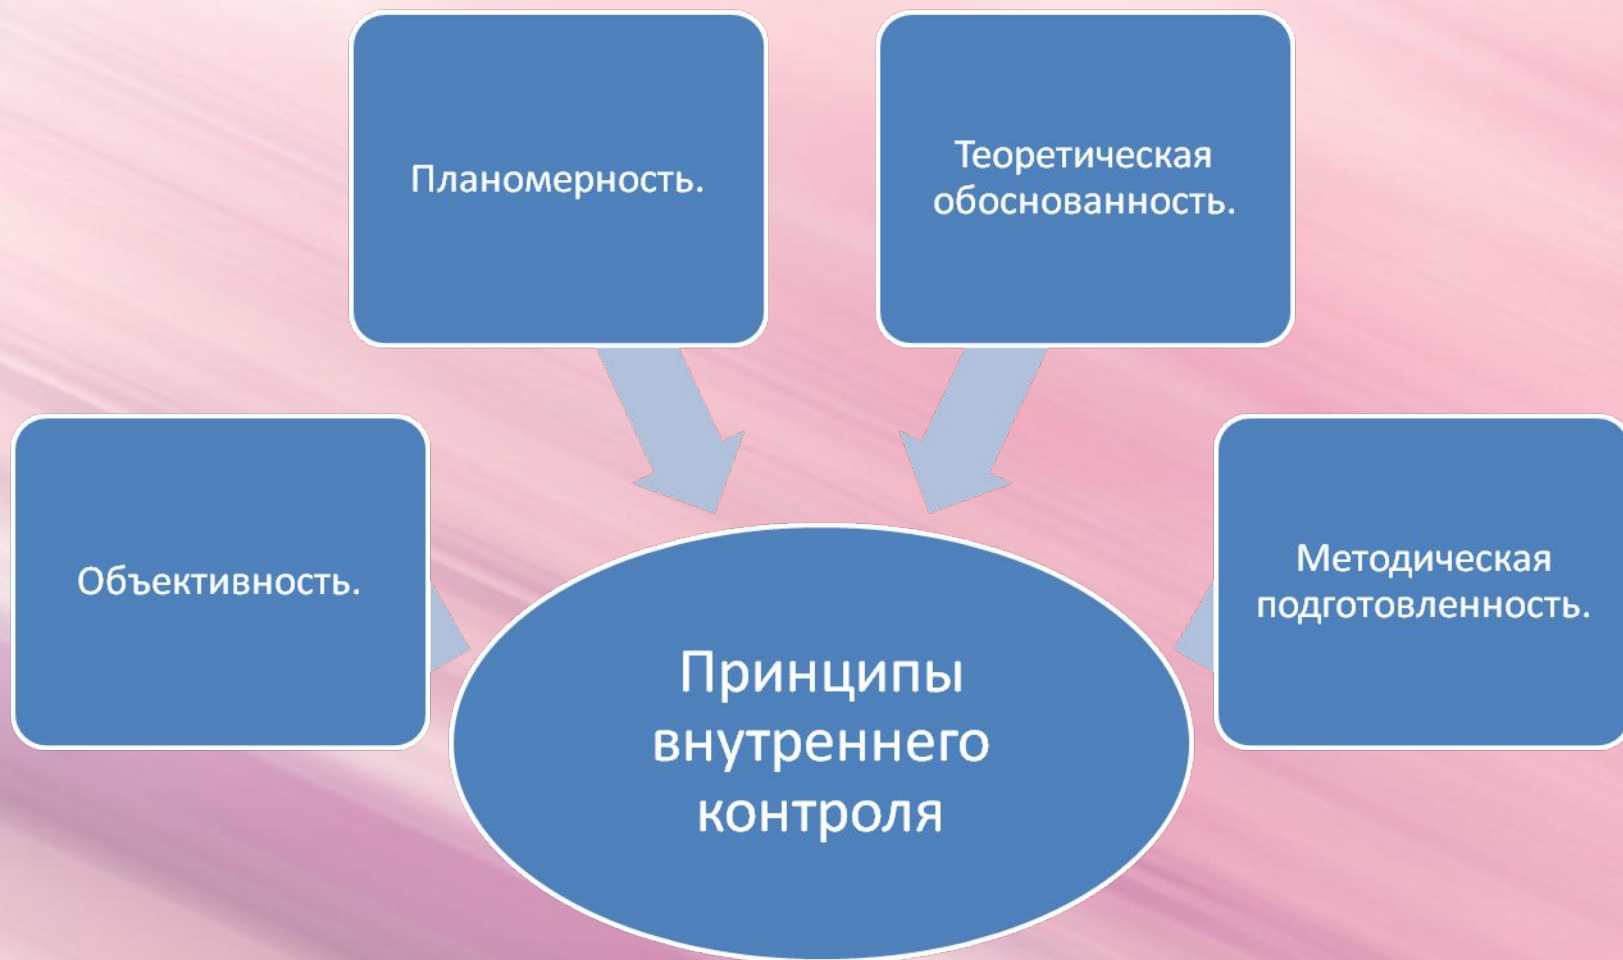 Планомерность.
Теоретическая
обоснованность.
Объективность.
Методическая
подготовленность.
Принципы
внутреннего
контроля